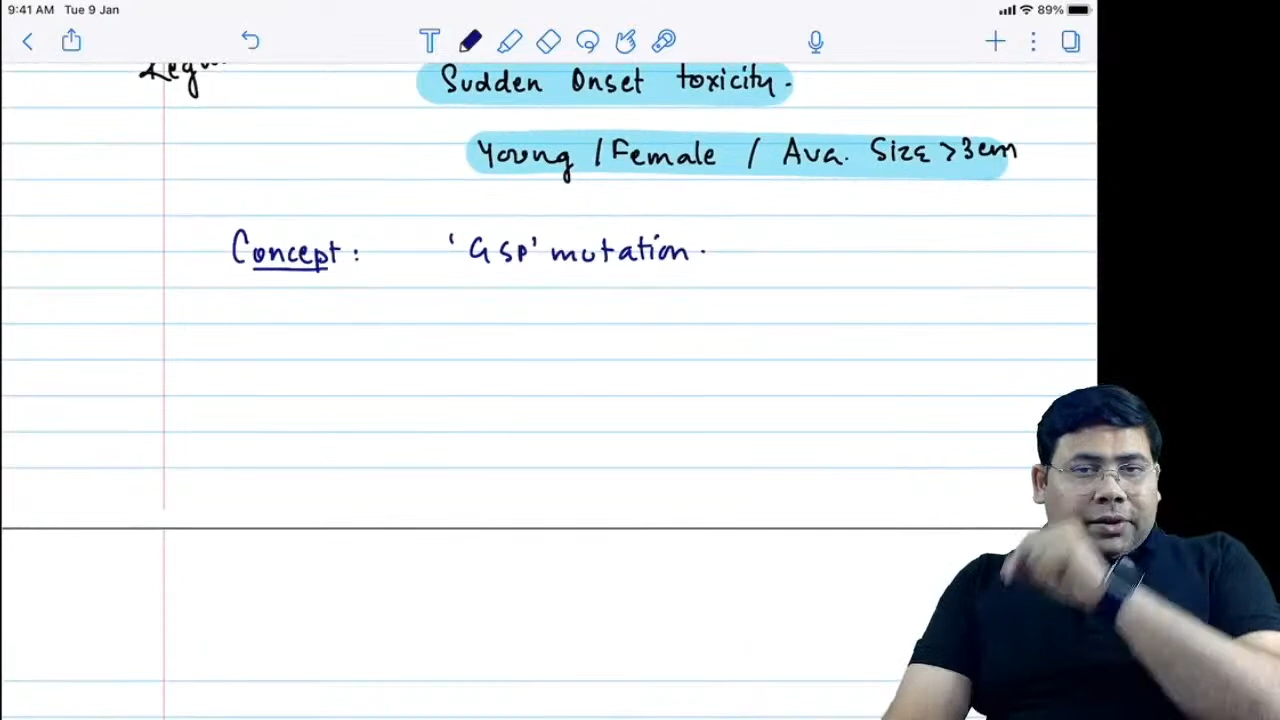 9:41 AM Tue 9 Jan 89%
Sudden Onset toxicity.
Young / Female / Ava. Size >3cm
Concept: 'GSP' mutation.